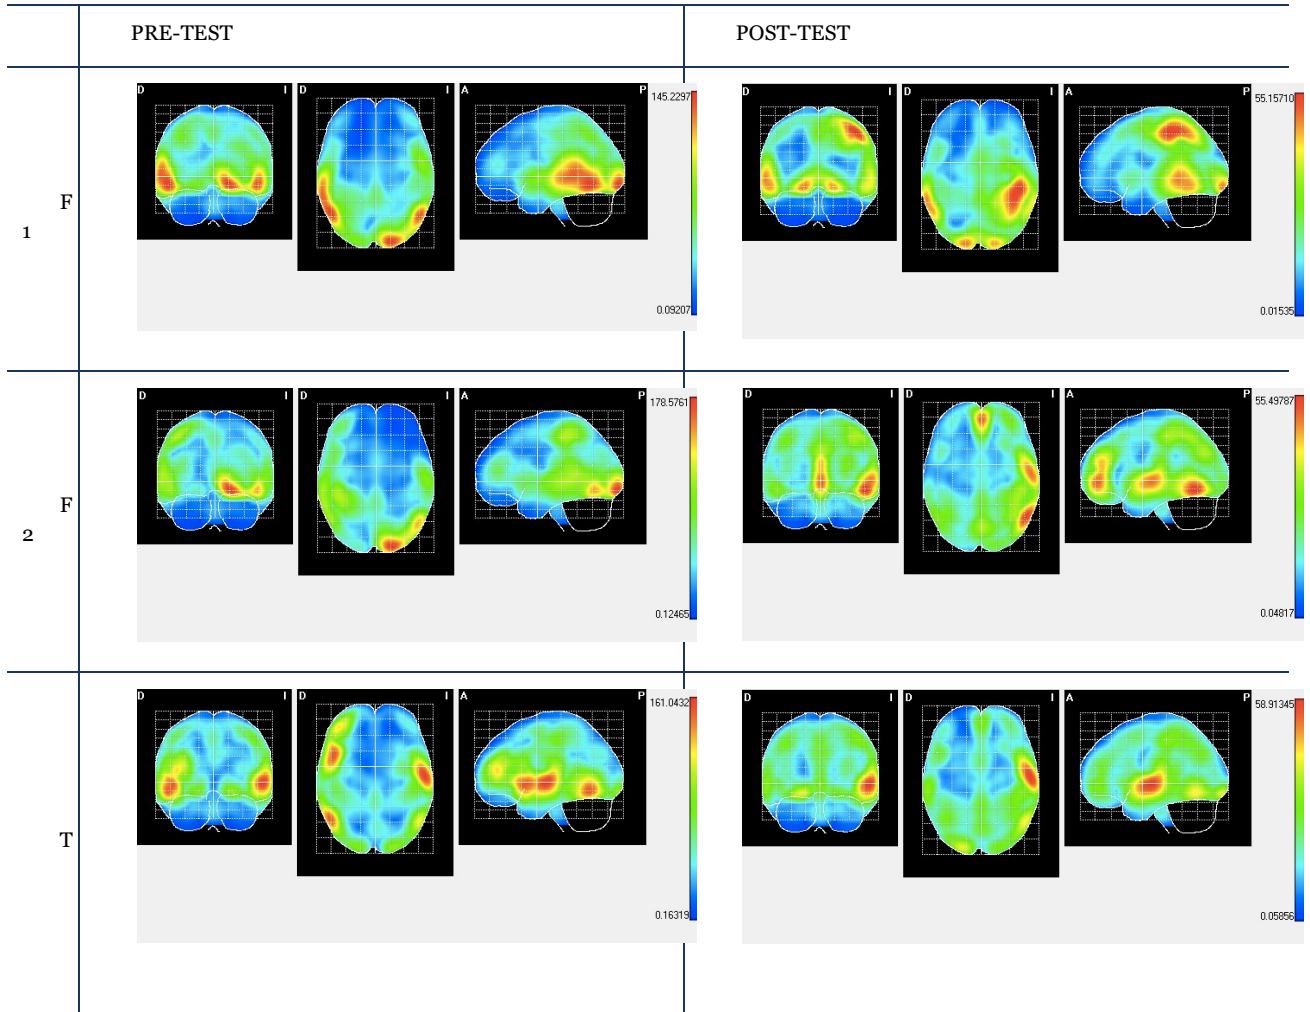 PRE-TEST
POST-TEST
F
1
D
I
D
I
A
P
145.2297
0.09207
D
I
D
I
A
P
55.15710
0.01535
F
2
D
I
D
I
A
P
178.5761
0.12465
D
I
D
I
A
P
55.49787
0.04817
T
D
I
D
I
A
P
161.0432
0.16319
D
I
D
I
A
P
58.91345
0.05856